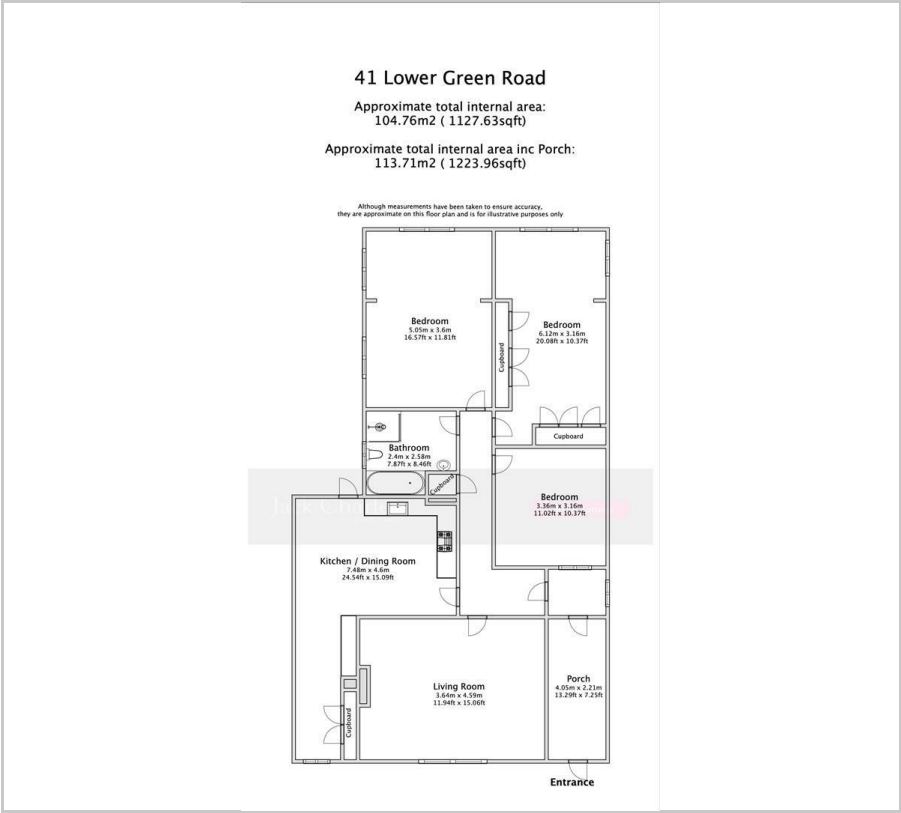 41 Lower Green Road
Approximate total internal area:
104.76m2 ( 1127.63sqft)
Approximate total internal area inc Porch:
113.71m2 ( 1223.96sqft)
Although measurements have been taken to ensure accuracy,
they are approximate on this floor plan and is for illustrative purposes only
Bedroom
5.05m x 3.6m
16.57ft x 11.81ft
Bedroom
6.12m x 3.16m
20.08ft x 10.37ft
Cupboard
Cupboard
Bathroom
2.4m x 2.58m
7.87ft x 8.46ft
Cupboard
Bedroom
3.36m x 3.16m
11.02ft x 10.37ft
Kitchen / Dining Room
7.48m x 4.6m
24.54ft x 15.09ft
Living Room
3.64m x 4.59m
11.94ft x 15.06ft
Cupboard
Porch
4.05m x 2.21m
13.29ft x 7.25ft
Entrance